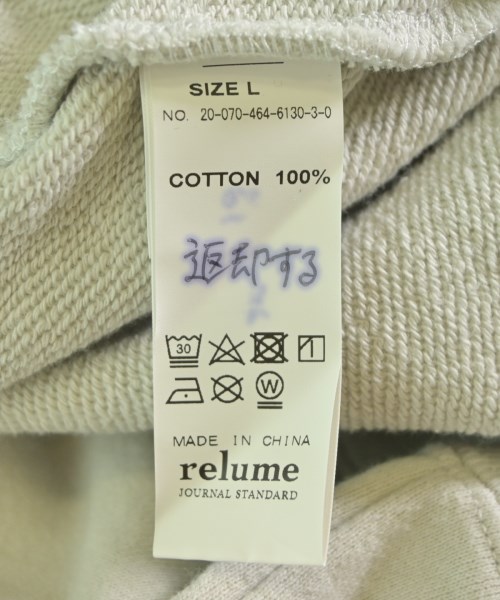 SIZE L
NO. 20-070-464-6130-3-0
COTTON 100%
返却する
30
W
MADE IN CHINA
relume
JOURNAL STANDARD